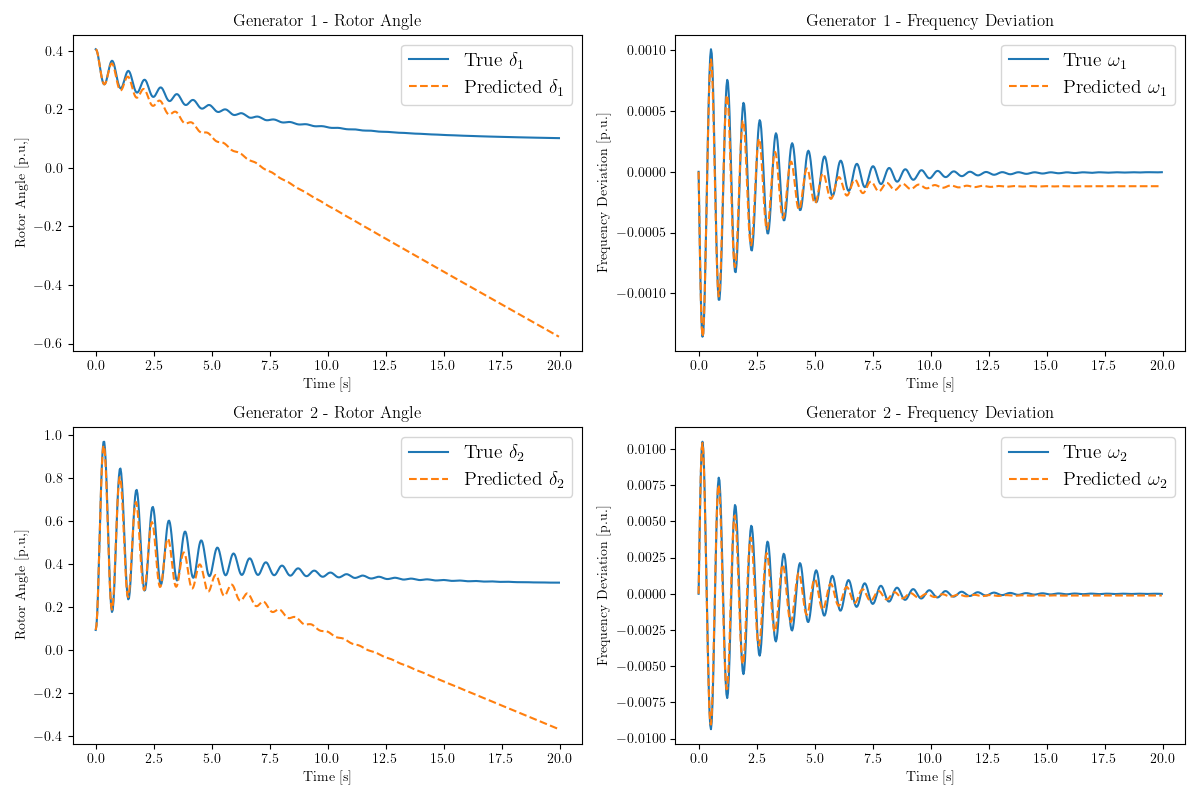 Generator 1 - Rotor Angle
0.4
0.2
0.0
−0.2
−0.4
−0.6
Rotor Angle [p.u.]
True δ1
Predicted δ1
0.0 2.5 5.0 7.5 10.0 12.5 15.0 17.5 20.0
Time [s]
Generator 1 - Frequency Deviation
0.0010
0.0005
0.0000
−0.0005
−0.0010
Frequency Deviation [p.u.]
True ω1
Predicted ω1
0.0 2.5 5.0 7.5 10.0 12.5 15.0 17.5 20.0
Time [s]
Generator 2 - Rotor Angle
1.0
0.8
0.6
0.4
0.2
0.0
−0.2
−0.4
Rotor Angle [p.u.]
True δ2
Predicted δ2
0.0 2.5 5.0 7.5 10.0 12.5 15.0 17.5 20.0
Time [s]
Generator 2 - Frequency Deviation
0.0100
0.0075
0.0050
0.0025
0.0000
−0.0025
−0.0050
−0.0075
−0.0100
Frequency Deviation [p.u.]
True ω2
Predicted ω2
0.0 2.5 5.0 7.5 10.0 12.5 15.0 17.5 20.0
Time [s]